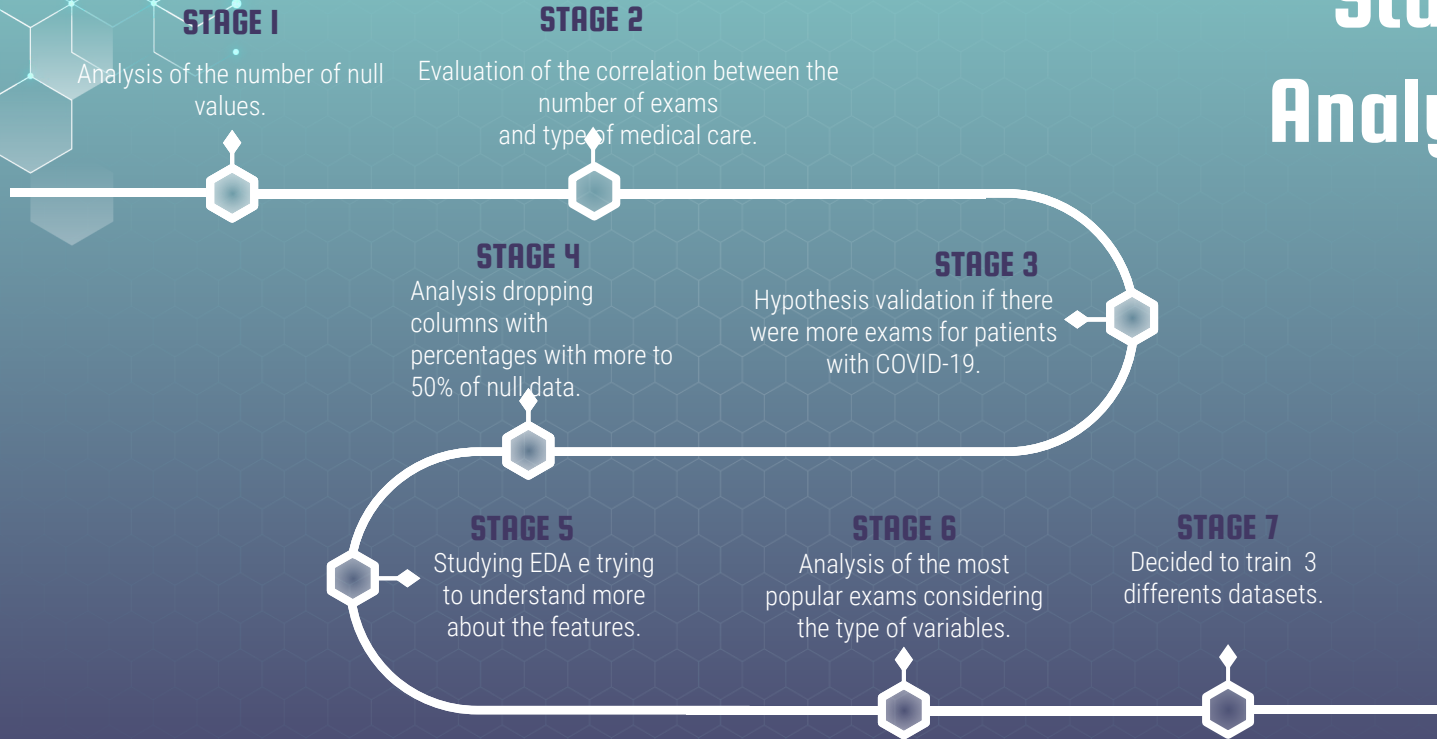 STAGE 1
Analysis of the number of null
values.
STAGE 2
Evaluation of the correlation between the
number of exams
and type of medical care.
STAGE 3
Hypothesis validation if there
were more exams for patients
with COVID-19.
STAGE 4
Analysis dropping
columns with
percentages with more to
50% of null data.
STAGE 5
Studying EDA e trying
to understand more
about the features.
STAGE 6
Analysis of the most
popular exams considering
the type of variables.
STAGE 7
Decided to train 3
differents datasets.